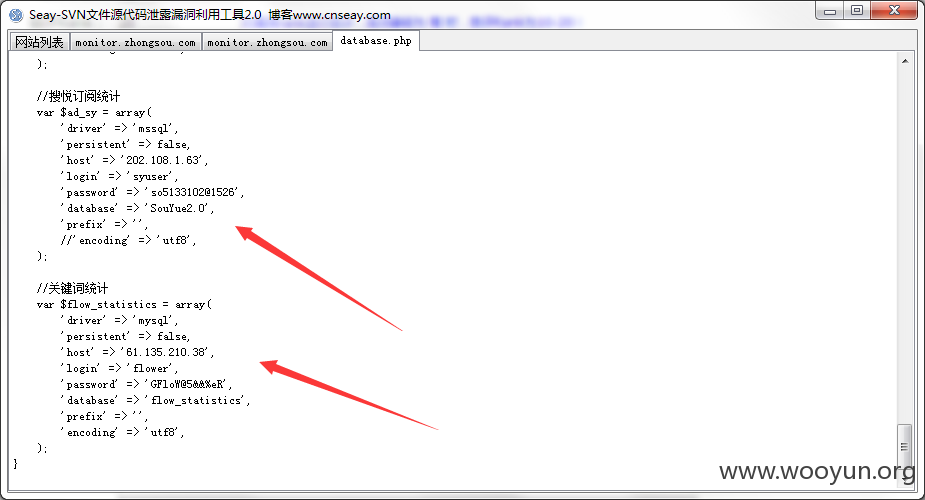 Seay-SVN文件源代码泄露漏洞利用工具2.0 博客www.cnseay.com
网站列表 monitor.zhongsou.com monitor.zhongsou.com database.php
);
//搜悦订阅统计
var $ad_sy = array(
'driver' => 'mssql',
'persistent' => false,
'host' => '202.108.1.63',
'login' => 'syuser',
'password' => 'so5133102@1526',
'database' => 'SouYue2.0',
'prefix' => '',
//'encoding' => 'utf8',
);
//关键词统计
var $flow_statistics = array(
'driver' => 'mysql',
'persistent' => false,
'host' => '61.135.210.38',
'login' => 'flower',
'password' => 'GFloW@5&&%eR',
'database' => 'flow_statistics',
'prefix' => '',
'encoding' => 'utf8',
);
}
www.wooyun.org